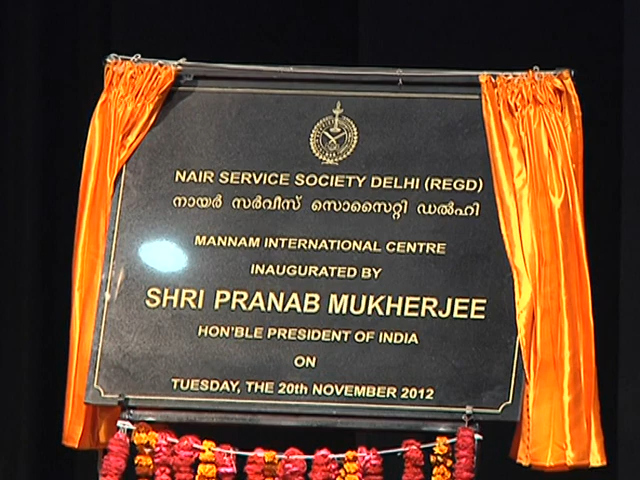 NAIR SERVICE SOCIETY DELHI (REGD)
നായർ സർവീസ് സൊസൈറ്റി ഡൽഹി
MANNAM INTERNATIONAL CENTRE
INAUGURATED BY
SHRI PRANAB MUKHERJEE
HON'BLE PRESIDENT OF INDIA
ON
TUESDAY, THE 20th NOVEMBER 2012